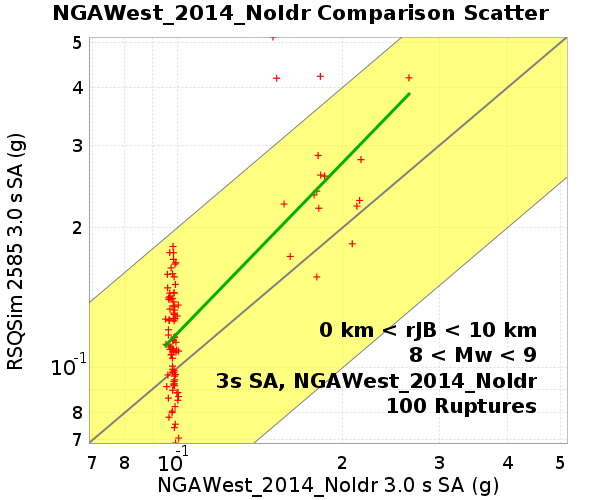 NGAWest_2014_NoIdr Comparison Scatter
RSQSim 2585 3.0 s SA (g)
5
4
3
2
10-1
8
7
0 km < rJB < 10 km
8 < Mw < 9
3s SA, NGAWest_2014_NoIdr
100 Ruptures
7 8 10-1 2 3 4 5
NGAWest_2014_NoIdr 3.0 s SA (g)